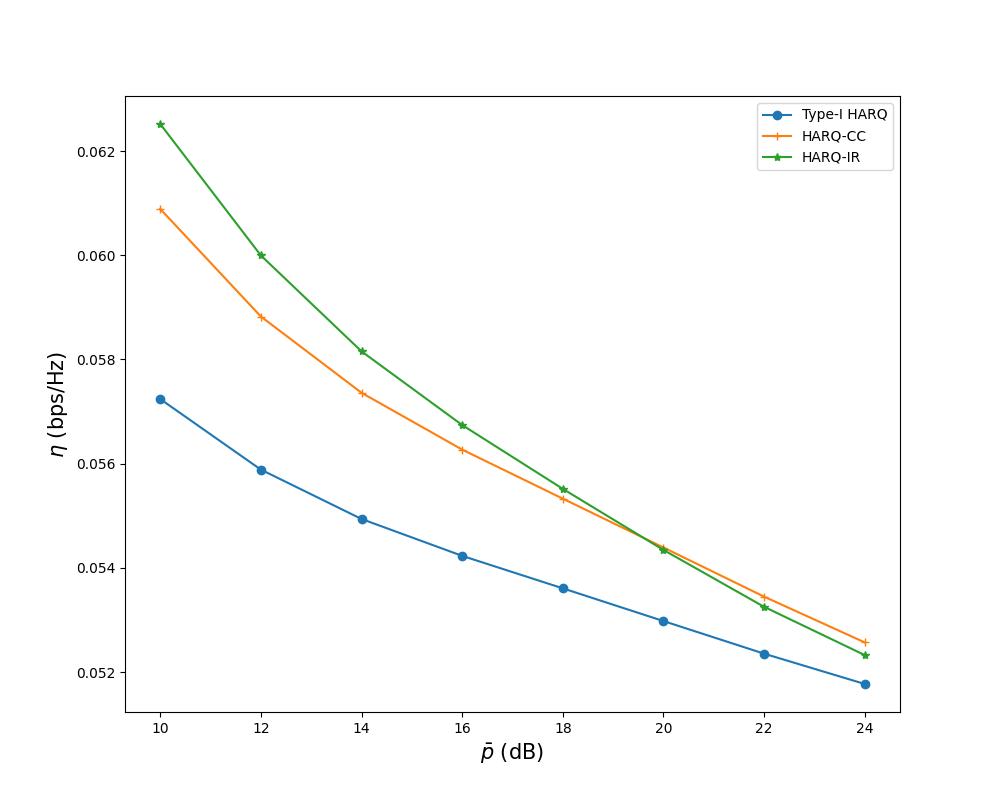 Type-I HARQ
HARQ-CC
HARQ-IR
0.062
0.060
0.058
0.056
0.054
0.052
η (bps/Hz)
10 12 14 16 18 20 22 24
p̄ (dB)